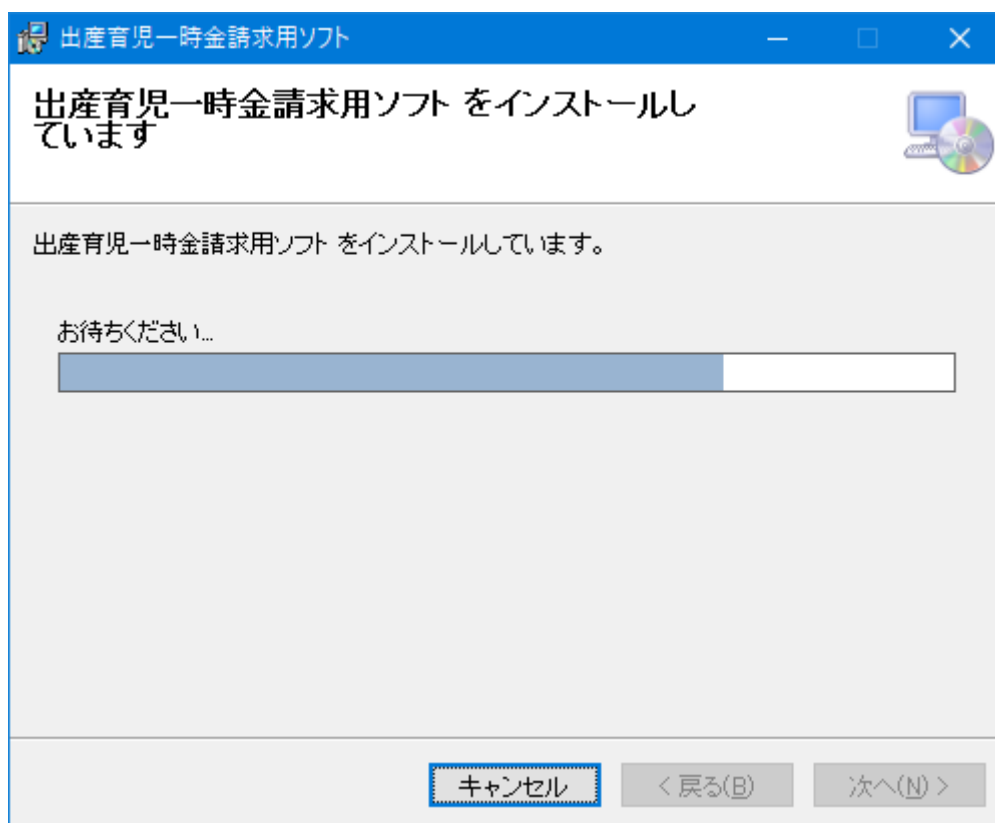 出産育児一時金請求用ソフト
出産育児一時金請求用ソフト をインストールし
ています
出産育児一時金請求用ソフト をインストールしています。
お待ちください...
キャンセル
< 戻る(B)
次へ(N) >